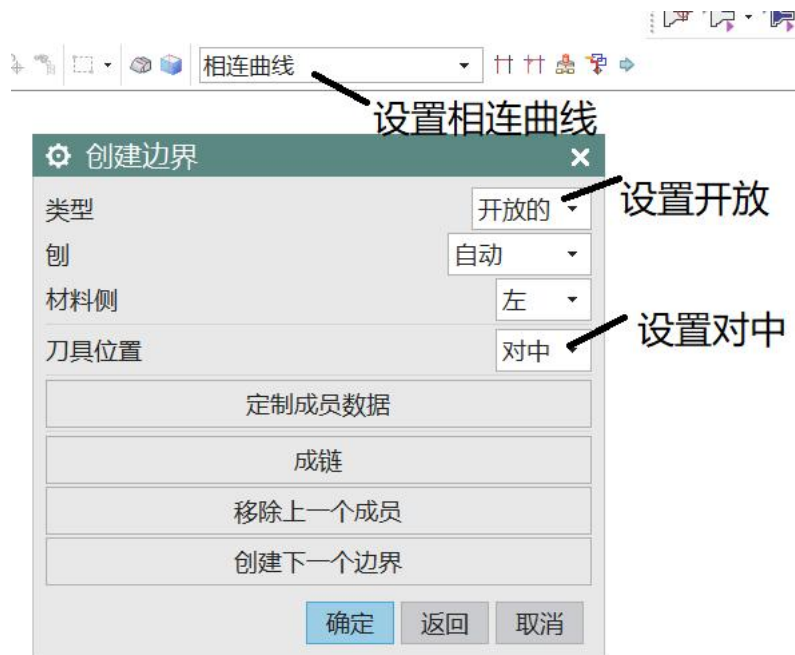 相连曲线
设置相连曲线
创建边界
类型 开放的 设置开放
刨 自动
材料侧 左
刀具位置 对中 设置对中
定制成员数据
成链
移除上一个成员
创建下一个边界
确定 返回 取消